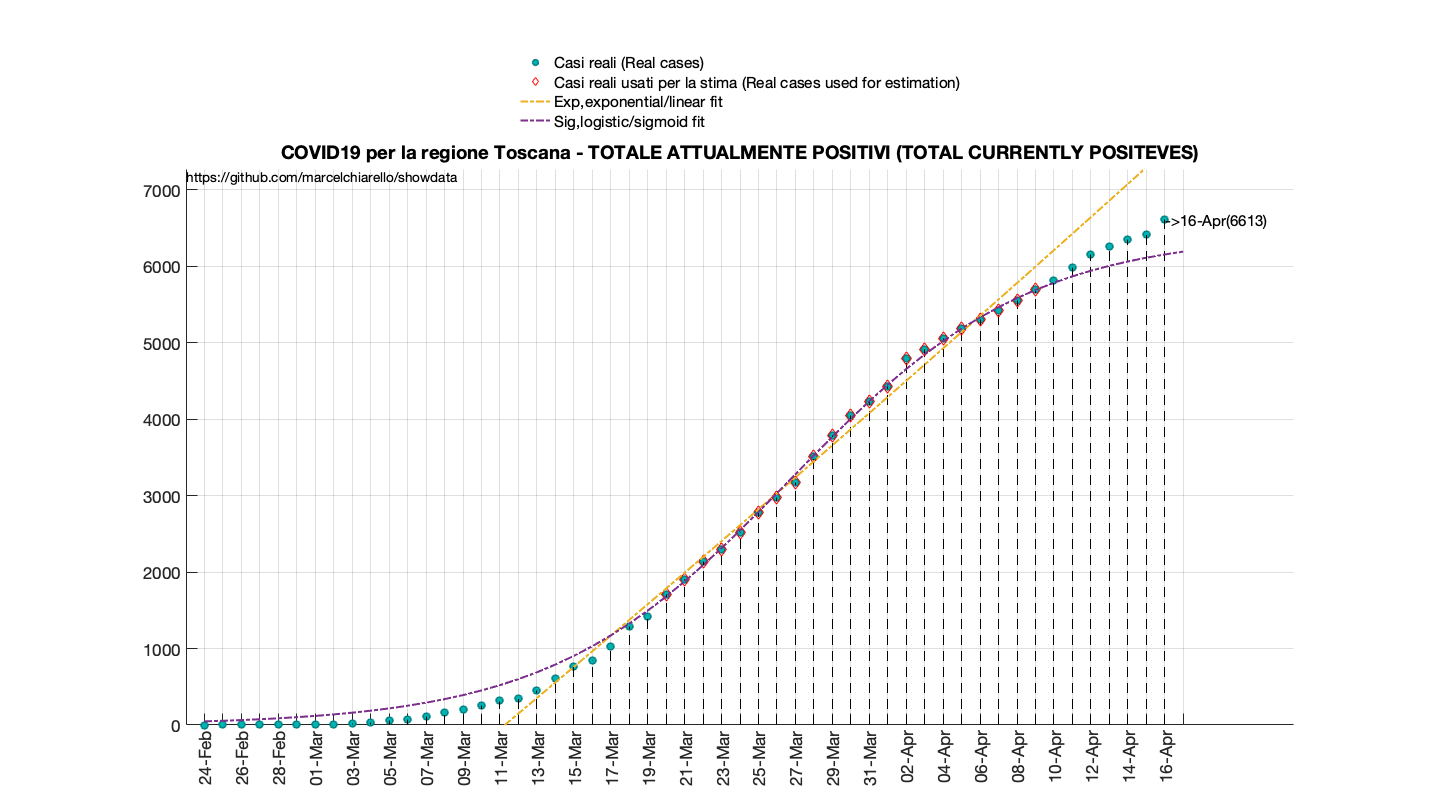 Casi reali (Real cases)
Casi reali usati per la stima (Real cases used for estimation)
Exp,exponential/linear fit
Sig,logistic/sigmoid fit
COVID19 per la regione Toscana - TOTALE ATTUALMENTE POSITIVI (TOTAL CURRENTLY POSITEVES)
https://github.com/marcelchiarello/showdata
7000
6000
5000
4000
3000
2000
1000
0
->16-Apr(6613)
24-Feb
26-Feb
28-Feb
01-Mar
03-Mar
05-Mar
07-Mar
09-Mar
11-Mar
13-Mar
15-Mar
17-Mar
19-Mar
21-Mar
23-Mar
25-Mar
27-Mar
29-Mar
31-Mar
02-Apr
04-Apr
06-Apr
08-Apr
10-Apr
12-Apr
14-Apr
16-Apr